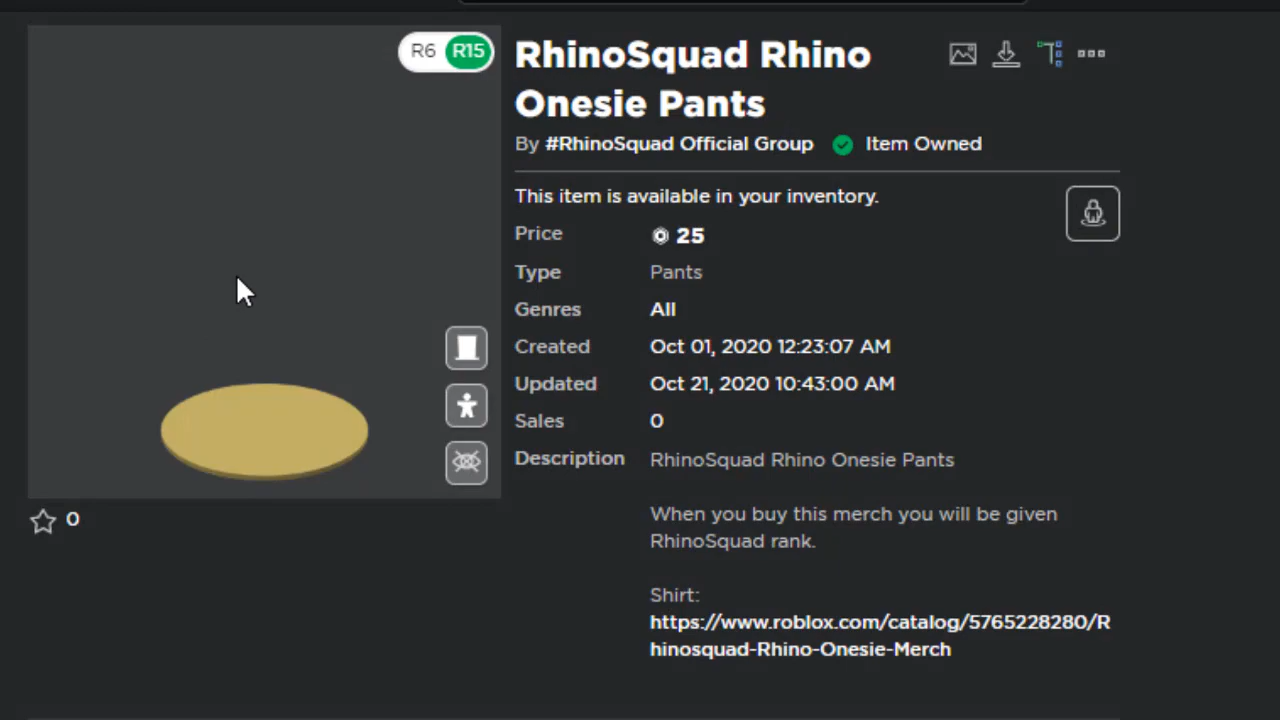 R6 R15
RhinoSquad Rhino
Onesie Pants
By #RhinoSquad Official Group Item Owned
This item is available in your inventory.
Price 25
Type Pants
Genres All
Created Oct 01, 2020 12:23:07 AM
Updated Oct 21, 2020 10:43:00 AM
Sales 0
Description RhinoSquad Rhino Onesie Pants
When you buy this merch you will be given
RhinoSquad rank.
Shirt:
https://www.roblox.com/catalog/5765228280/R
hinosquad-Rhino-Onesie-Merch
0